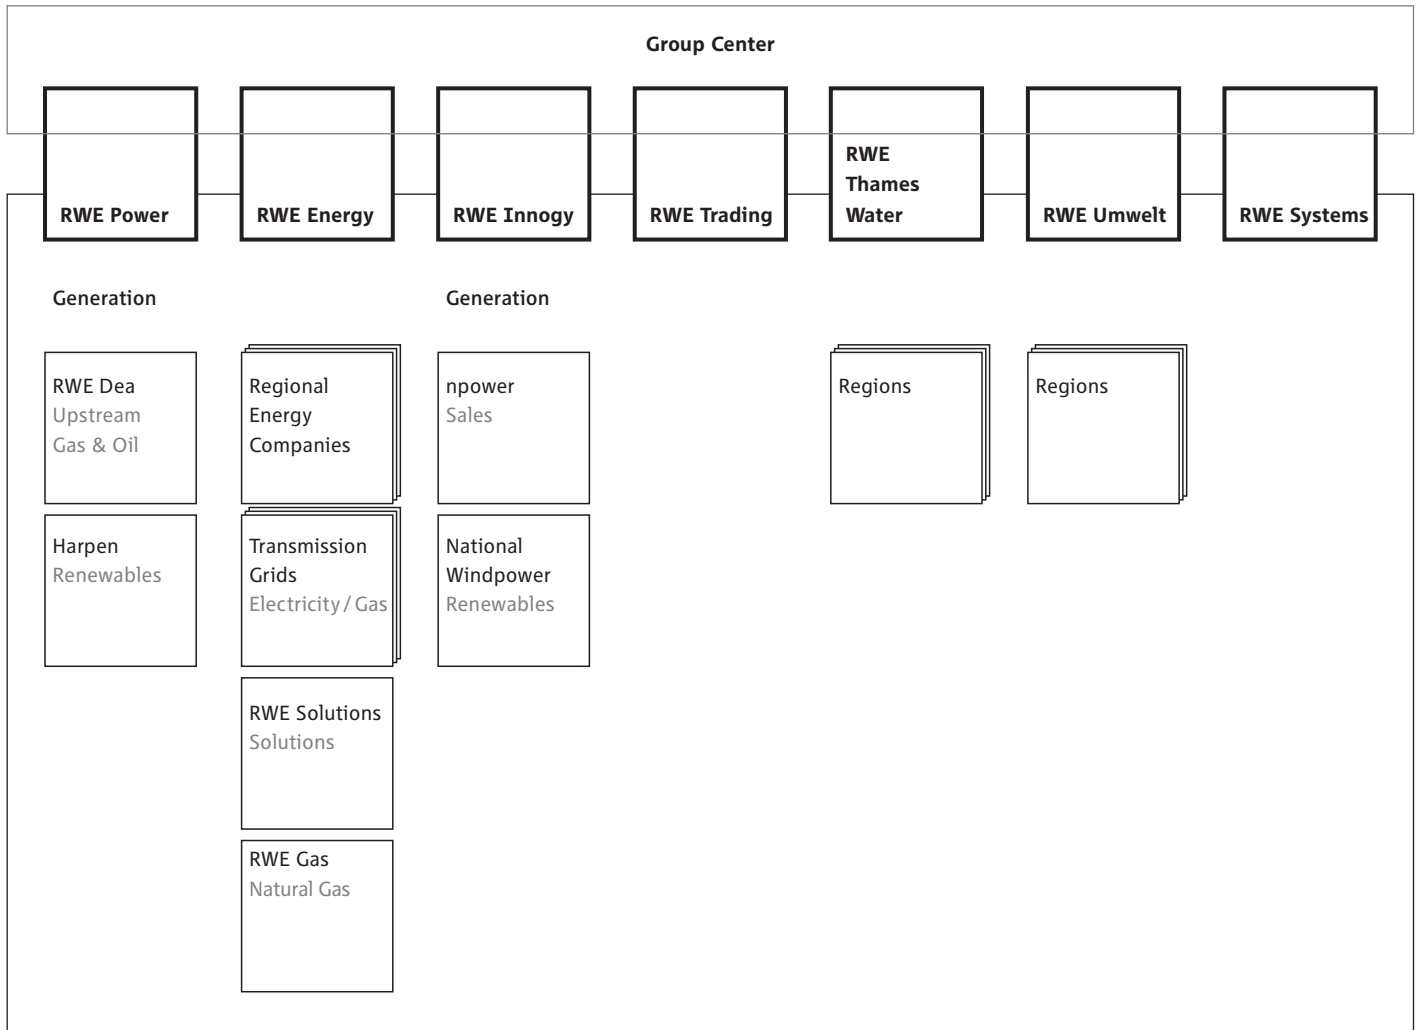 Group Center
RWE Power
RWE Energy
RWE Innogy
RWE Trading
RWE
Thames
Water
RWE Umwelt
RWE Systems
Generation
Generation
RWE Dea
Upstream
Gas & Oil
Regional
Energy
Companies
npower
Sales
Regions
Regions
Harpen
Renewables
Transmission
Grids
Electricity / Gas
National
Windpower
Renewables
RWE Solutions
Solutions
RWE Gas
Natural Gas